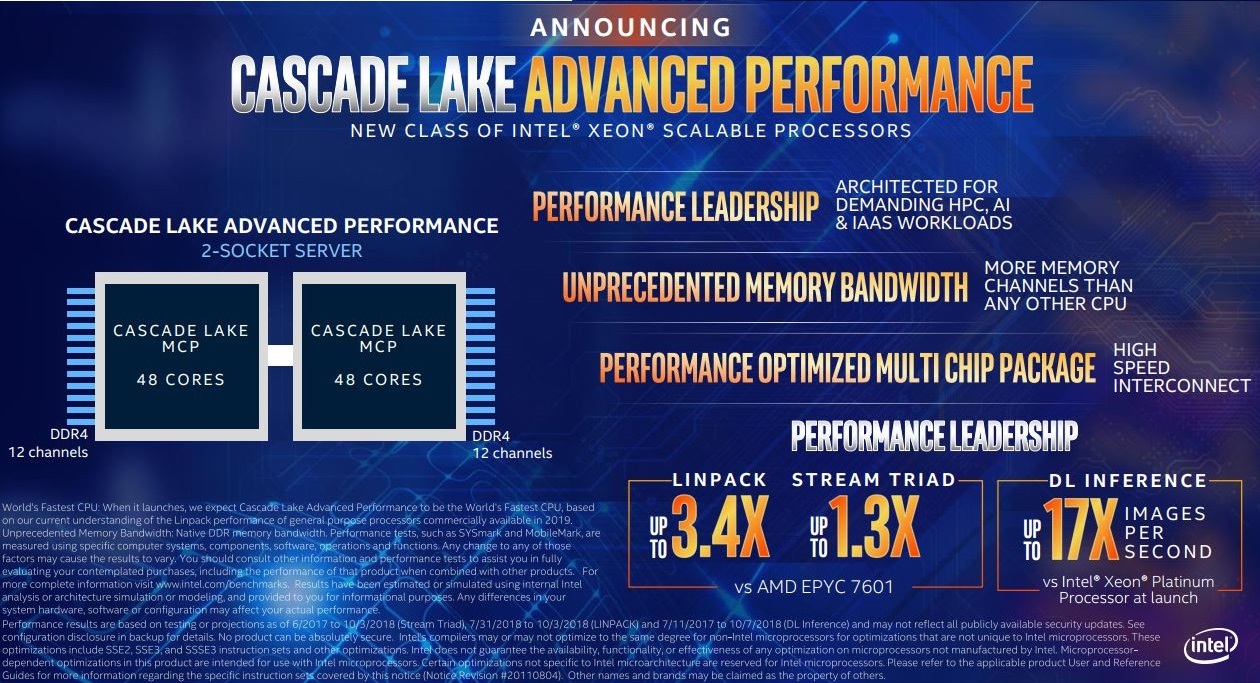 ANNOUNCING
CASCADE LAKE ADVANCED PERFORMANCE
NEW CLASS OF INTEL® XEON® SCALABLE PROCESSORS
CASCADE LAKE ADVANCED PERFORMANCE
2-SOCKET SERVER
CASCADE LAKE
MCP
48 CORES
CASCADE LAKE
MCP
48 CORES
DDR4
12 channels
DDR4
12 channels
PERFORMANCE LEADERSHIP
ARCHITECTED FOR
DEMANDING HPC, AI
& IAAS WORKLOADS
UNPRECEDENTED MEMORY BANDWIDTH
MORE MEMORY
CHANNELS THAN
ANY OTHER CPU
PERFORMANCE OPTIMIZED MULTI CHIP PACKAGE
HIGH
SPEED
INTERCONNECT
PERFORMANCE LEADERSHIP
LINPACK
UP TO 3.4X
STREAM TRIAD
UP TO 1.3X
vs AMD EPYC 7601
DL INFERENCE
UP TO 17X
IMAGES
PER
SECOND
vs Intel® Xeon® Platinum
Processor at launch
World's Fastest CPU: When it launches, we expect Cascade Lake Advanced Performance to be the World's Fastest CPU, based
on our current understanding of the Linpack performance of general purpose processors commercially available in 2019.
Unprecedented Memory Bandwidth: Native DDR memory bandwidth. Performance tests, such as SYSmark and MobileMark, are
measured using specific computer systems, components, software, operations and functions. Any change to any of those
factors may cause the results to vary. You should consult other information and performance tests to assist you in fully
evaluating your contemplated purchases, including the performance of that product when combined with other products. For
more complete information visit www.intel.com/benchmarks. Results have been estimated or simulated using internal Intel
analysis or architecture simulation or modeling, and provided to you for informational purposes. Any differences in your
system hardware, software or configuration may affect your actual performance.
Performance results are based on testing or projections as of 6/2017 to 10/3/2018 (Stream Triad), 7/31/2018 to 10/3/2018 (LINPACK) and 7/11/2017 to 10/7/2018 (DL Inference) and may not reflect all publicly available security updates. See
configuration disclosure in backup for details. No product can be absolutely secure. Intel's compilers may or may not optimize to the same degree for non-Intel microprocessors for optimizations that are not unique to Intel microprocessors. These
optimizations include SSE2, SSE3, and SSSE3 instruction sets and other optimizations. Intel does not guarantee the availability, functionality, or effectiveness of any optimization on microprocessors not manufactured by Intel. Microprocessor-
dependent optimizations in this product are intended for use with Intel microprocessors. Certain optimizations not specific to Intel microarchitecture are reserved for Intel microprocessors. Please refer to the applicable product User and Reference
Guides for more information regarding the specific instruction sets covered by this notice (Notice Revision #20110804). Other names and brands may be claimed as the property of others.
intel